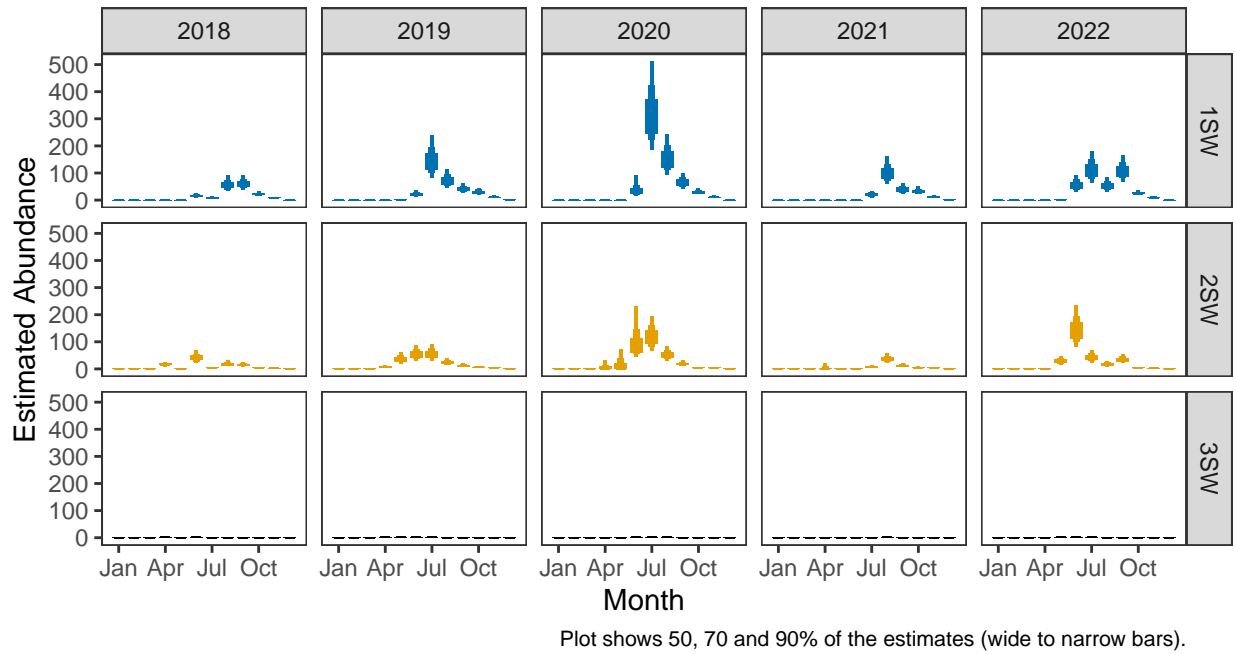 2018 2019 2020 2021 2022
Estimated Abundance
500
400
300
200
100
0
1SW
500
400
300
200
100
0
2SW
500
400
300
200
100
0
3SW
Jan Apr Jul Oct Jan Apr Jul Oct Jan Apr Jul Oct Jan Apr Jul Oct Jan Apr Jul Oct
Month
Plot shows 50, 70 and 90% of the estimates (wide to narrow bars).